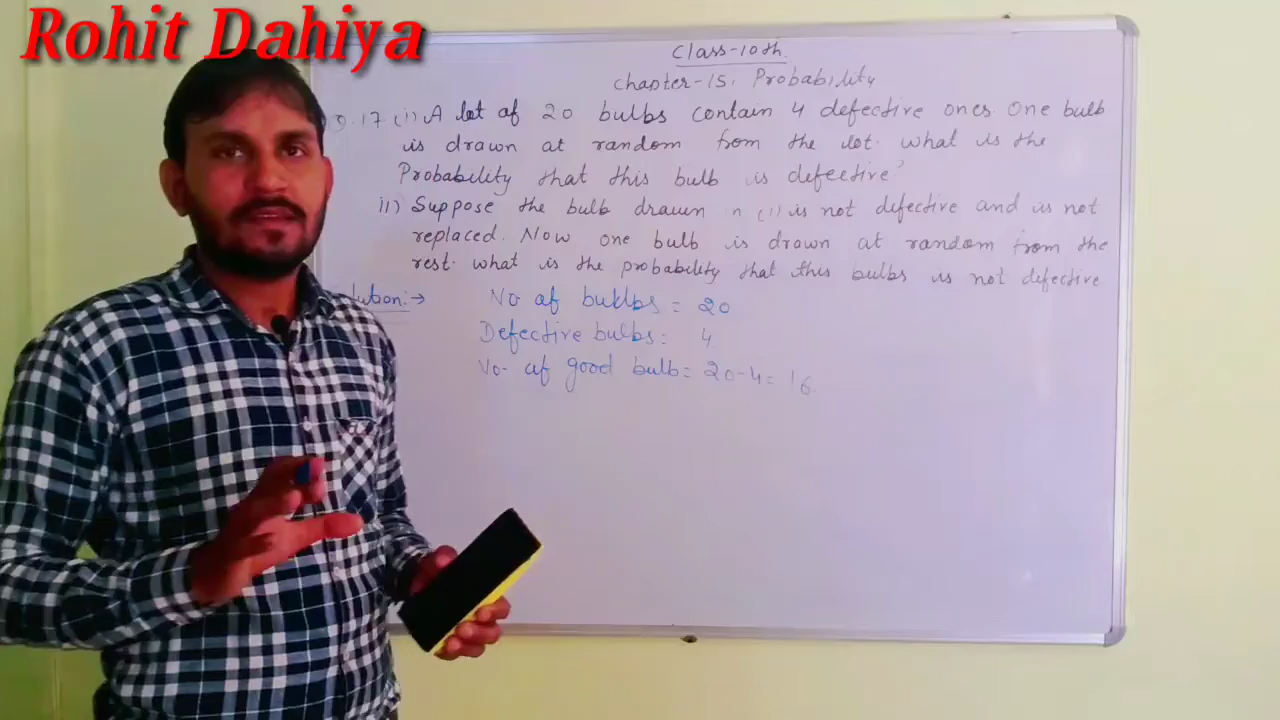 Rohit Dahiya
Class-10th.
Chapter-15. Probability
17.(i) A lot of 20 bulbs contain 4 defective ones. One bulb
is drawn at random from the lot. what is the
Probability that this bulb is defective?
ii) Suppose the bulb drawn in (i) is not defective and is not
replaced. Now one bulb is drawn at random from the
rest. what is the probability that this bulbs is not defective
lution:→ No of bulbs = 20
Defective bulbs = 4
No- of good bulb = 20-4 = 16.